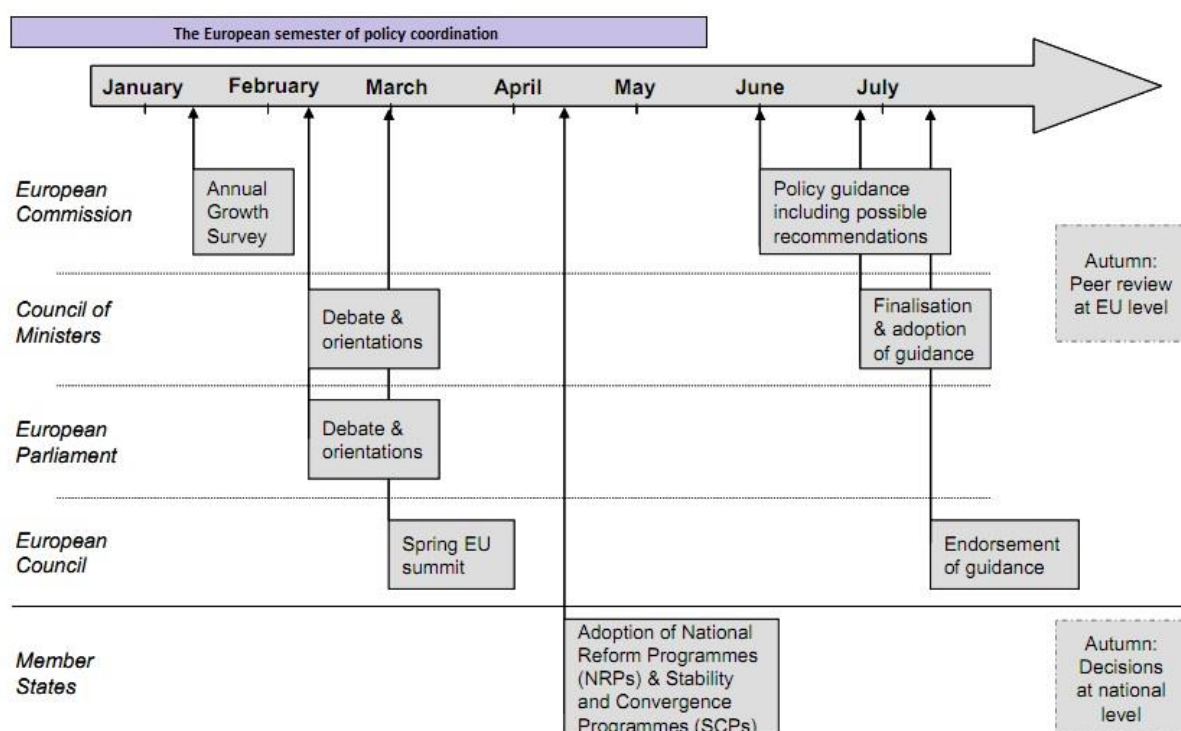 The European semester of policy coordination
January February March April May June July
European
Commission
Annual
Growth
Survey
Policy guidance
including possible
recommendations
Autumn:
Peer review
at EU level
Council of
Ministers
Debate &
orientations
Finalisation
& adoption
of guidance
European
Parliament
Debate &
orientations
European
Council
Spring EU
summit
Endorsement
of guidance
Member
States
Adoption of National
Reform Programmes
(NRPs) & Stability
and Convergence
Programmes (SCPs)
Autumn:
Decisions
at national
level